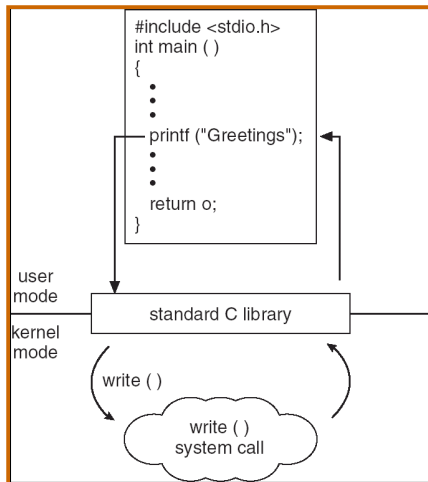 #include <stdio.h>
int main ( )
{
•
•
•
printf ("Greetings");
•
•
•
return o;
}
user
mode
standard C library
kernel
mode
write ( )
write ( )
system call